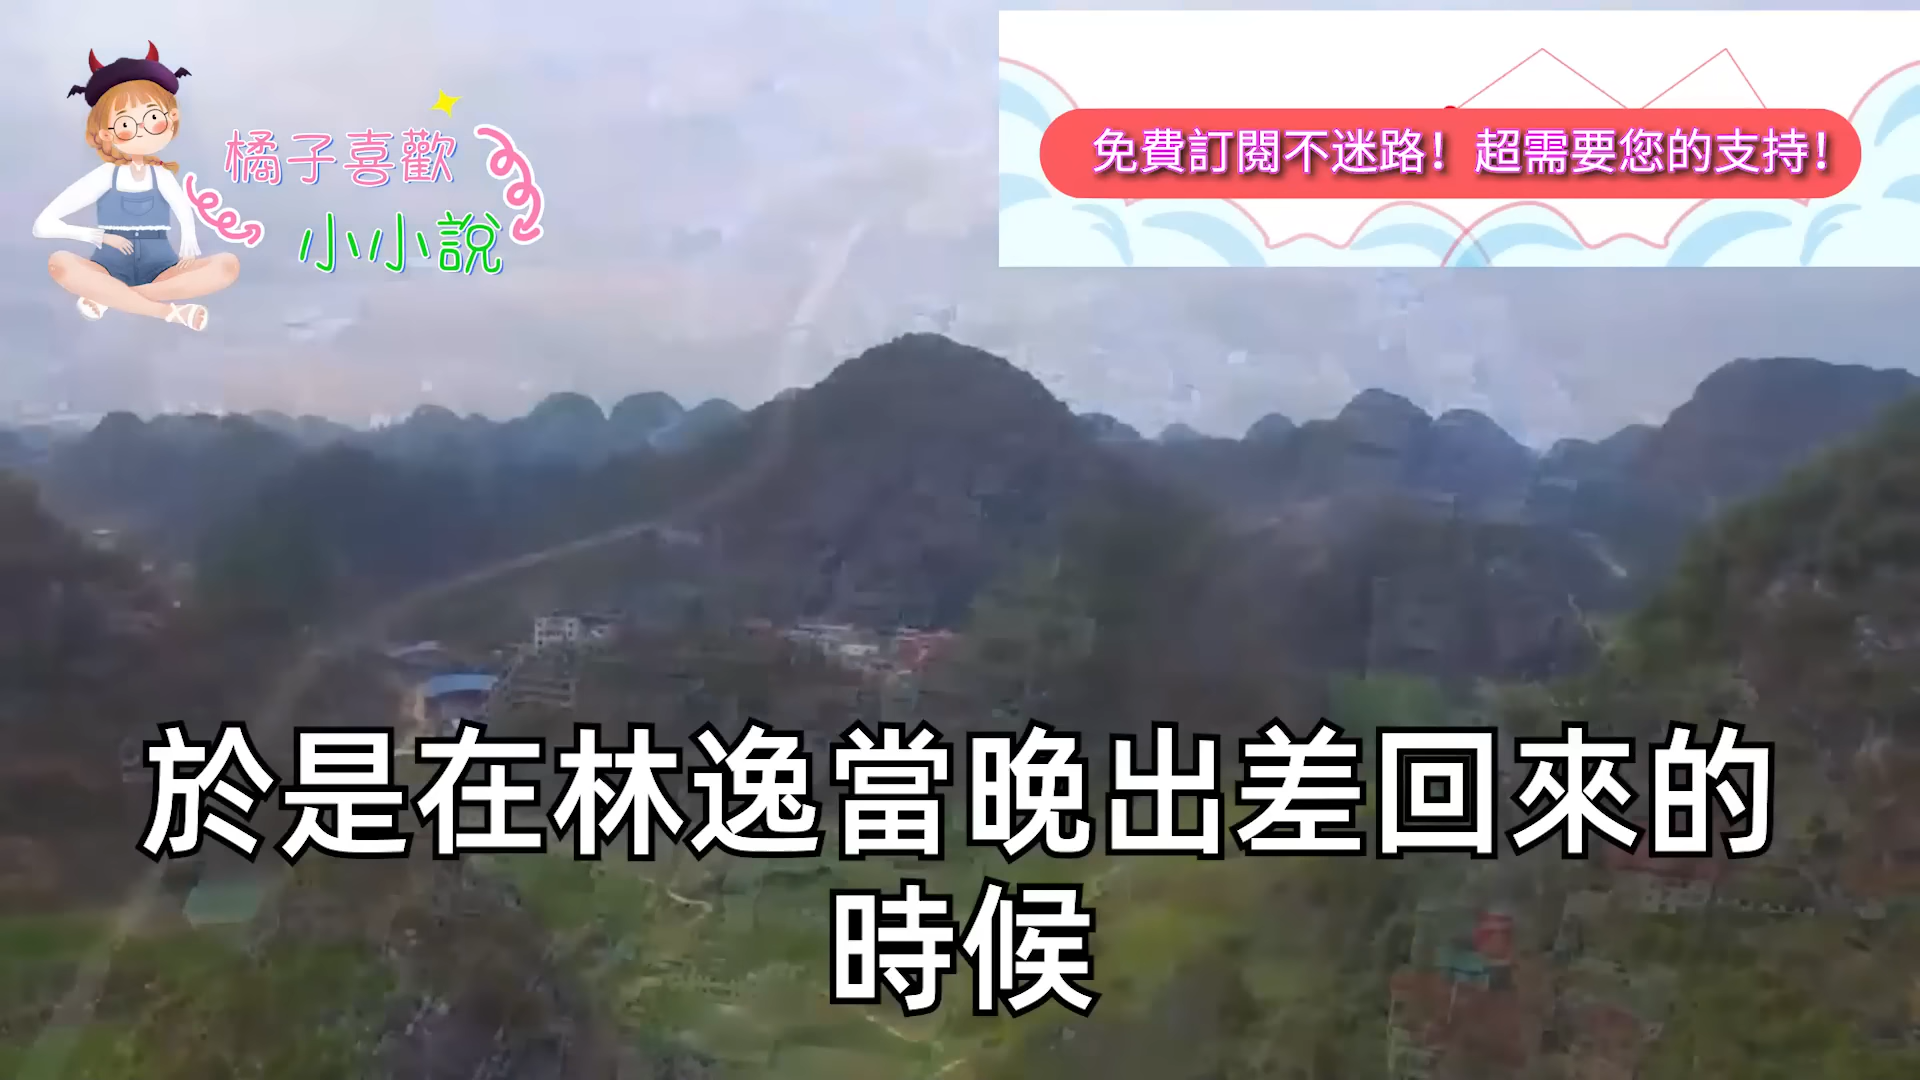 橘子喜歡
小小說
免費訂閱不迷路！超需要您的支持！
於是在林逸當晚出差回來的
時候